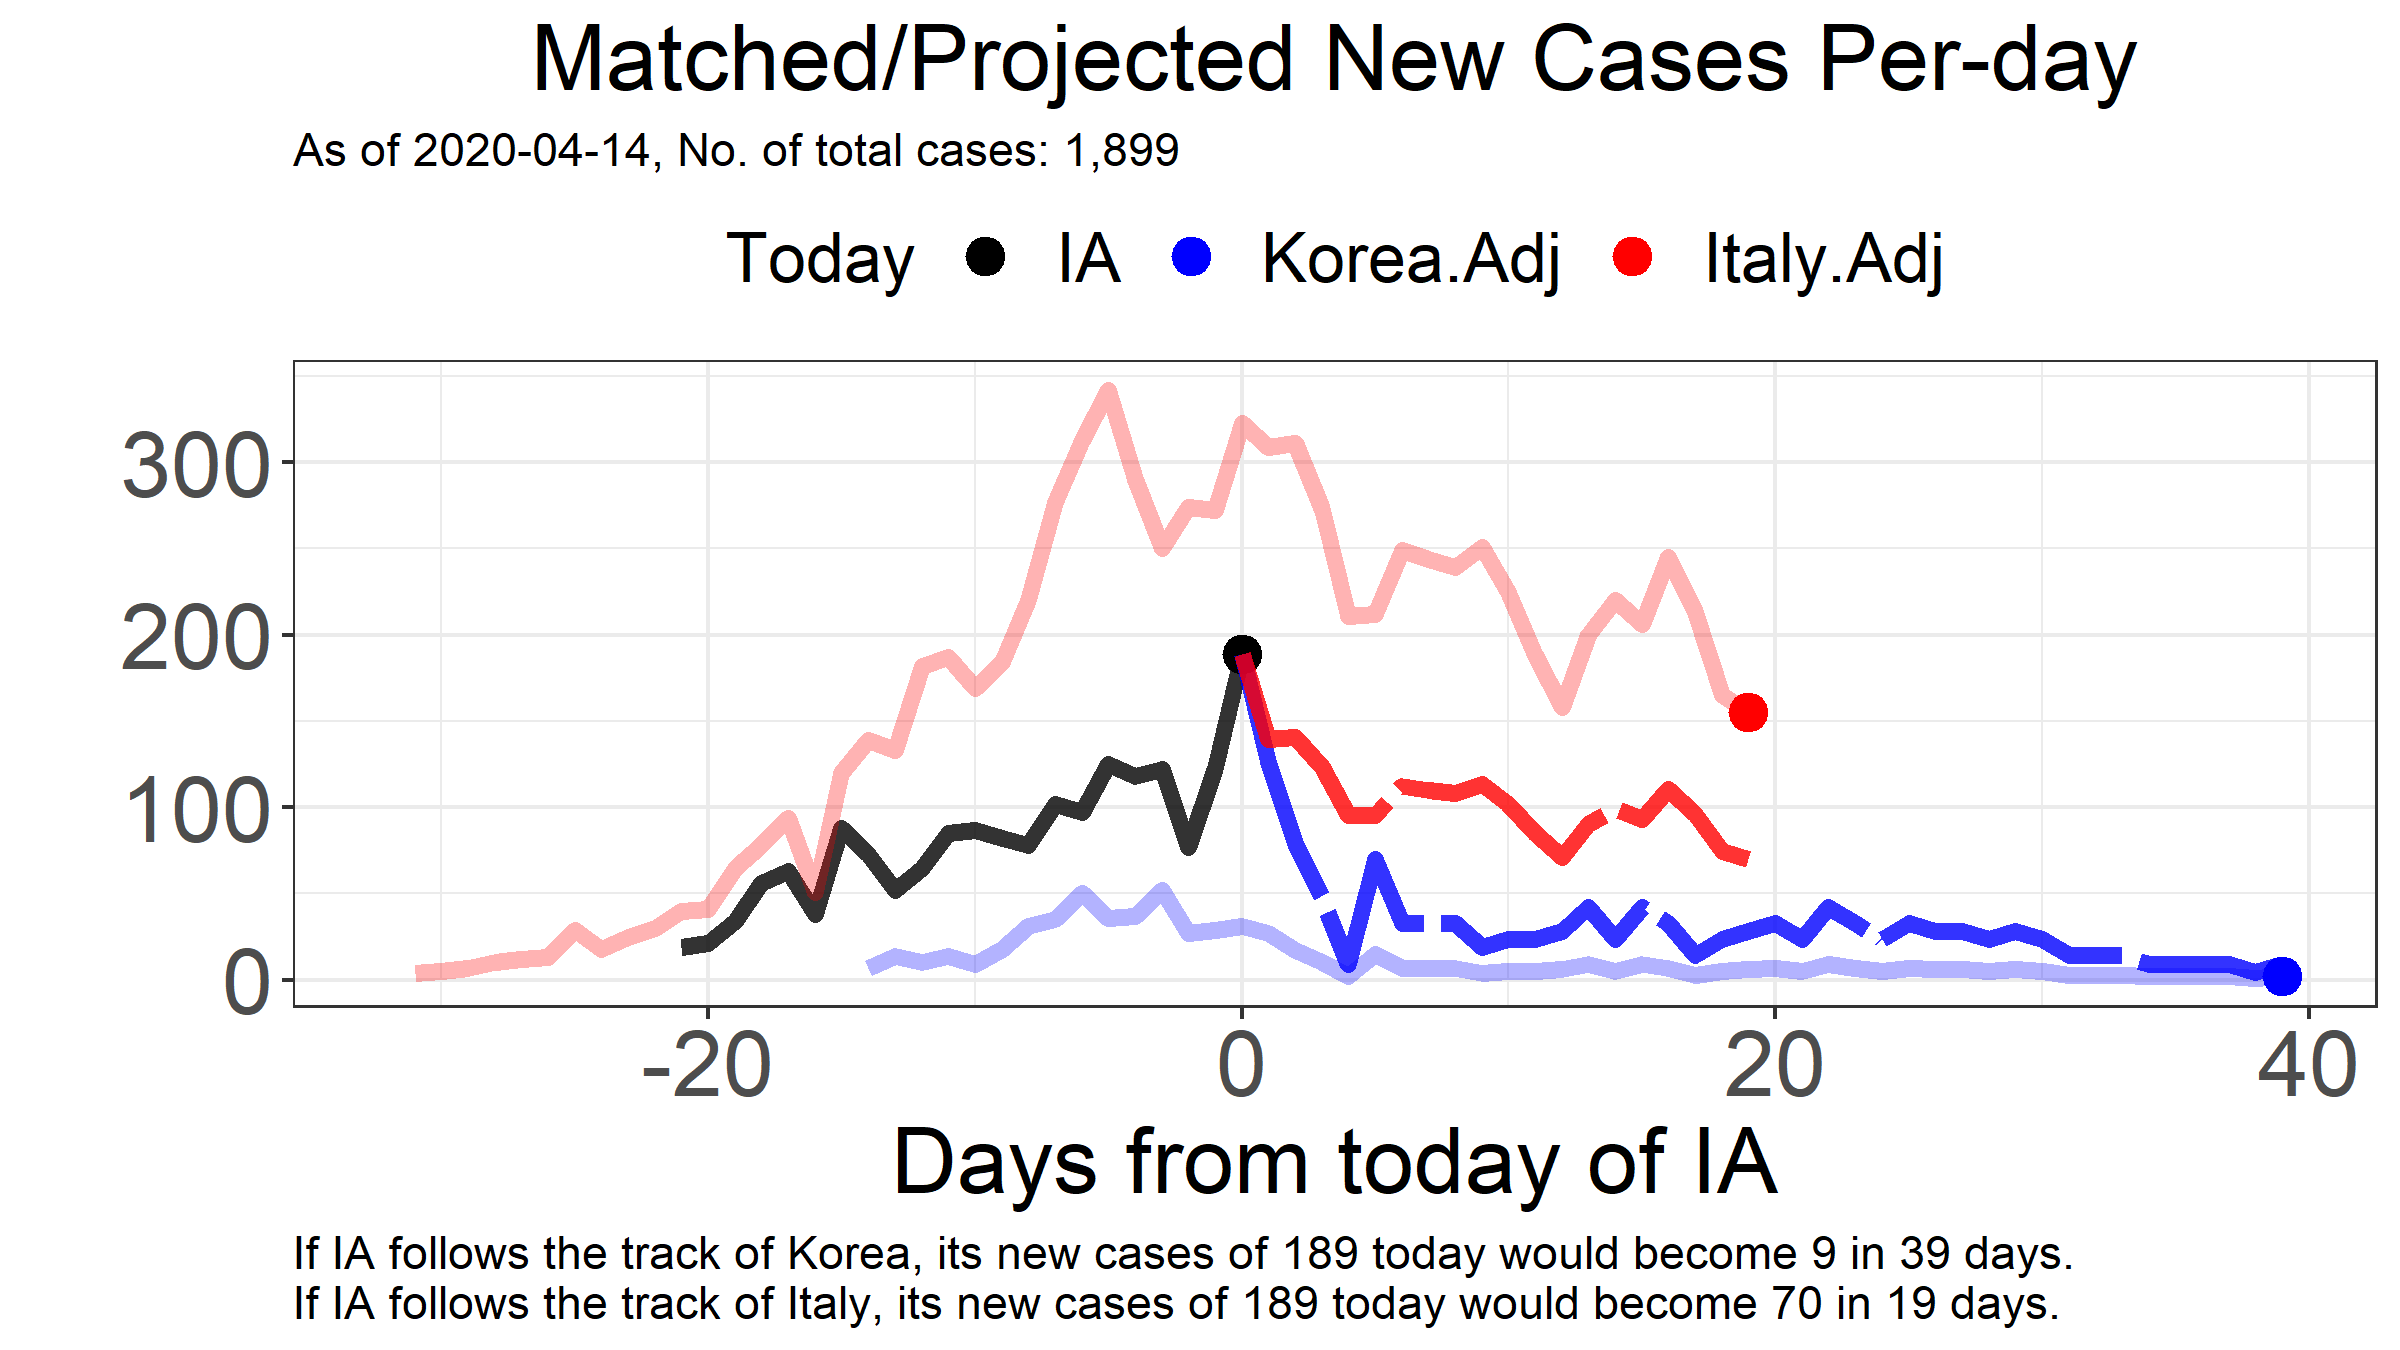 Matched/Projected New Cases Per-day
As of 2020-04-14, No. of total cases: 1,899
Today IA Korea.Adj Italy.Adj
300
200
100
0
-20 0 20 40
Days from today of IA
If IA follows the track of Korea, its new cases of 189 today would become 9 in 39 days.
If IA follows the track of Italy, its new cases of 189 today would become 70 in 19 days.